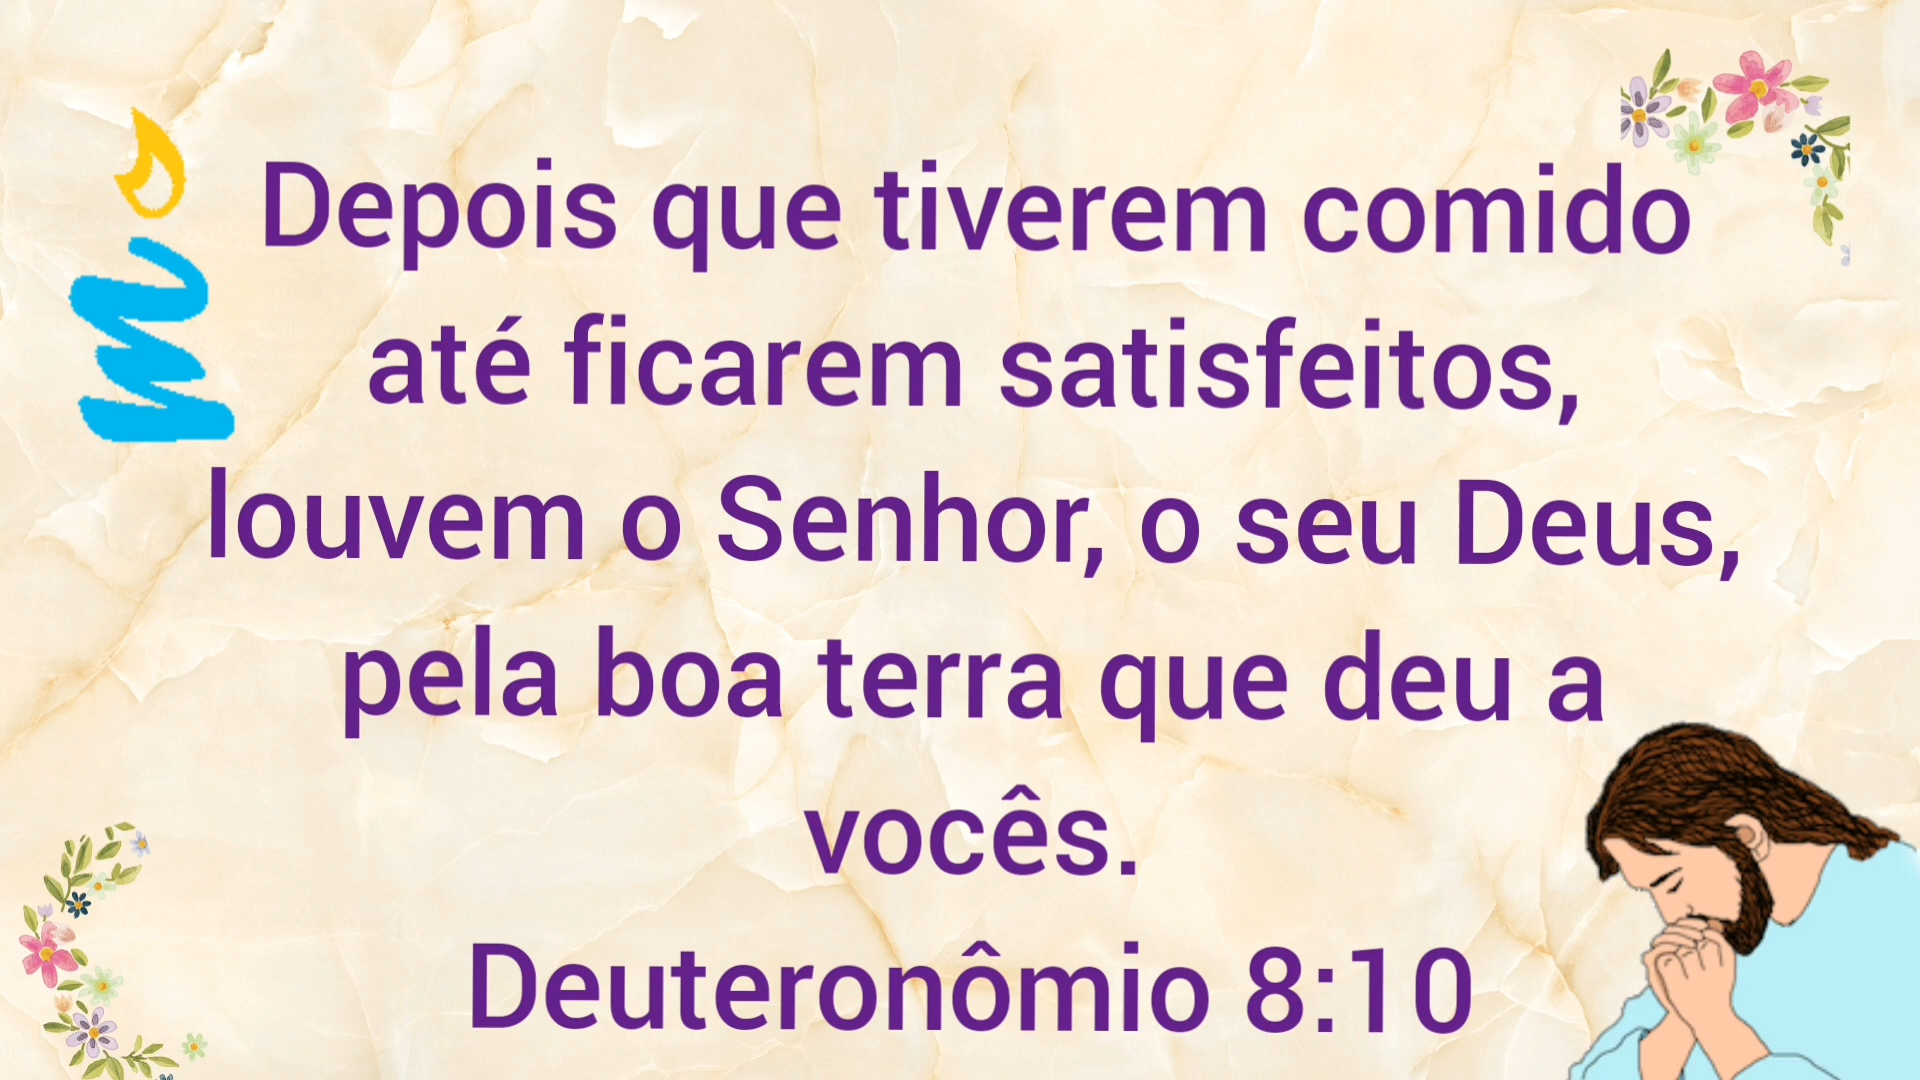 Depois que tiverem comido
até ficarem satisfeitos,
louvem o Senhor, o seu Deus,
pela boa terra que deu a
vocês.
Deuteronômio 8:10